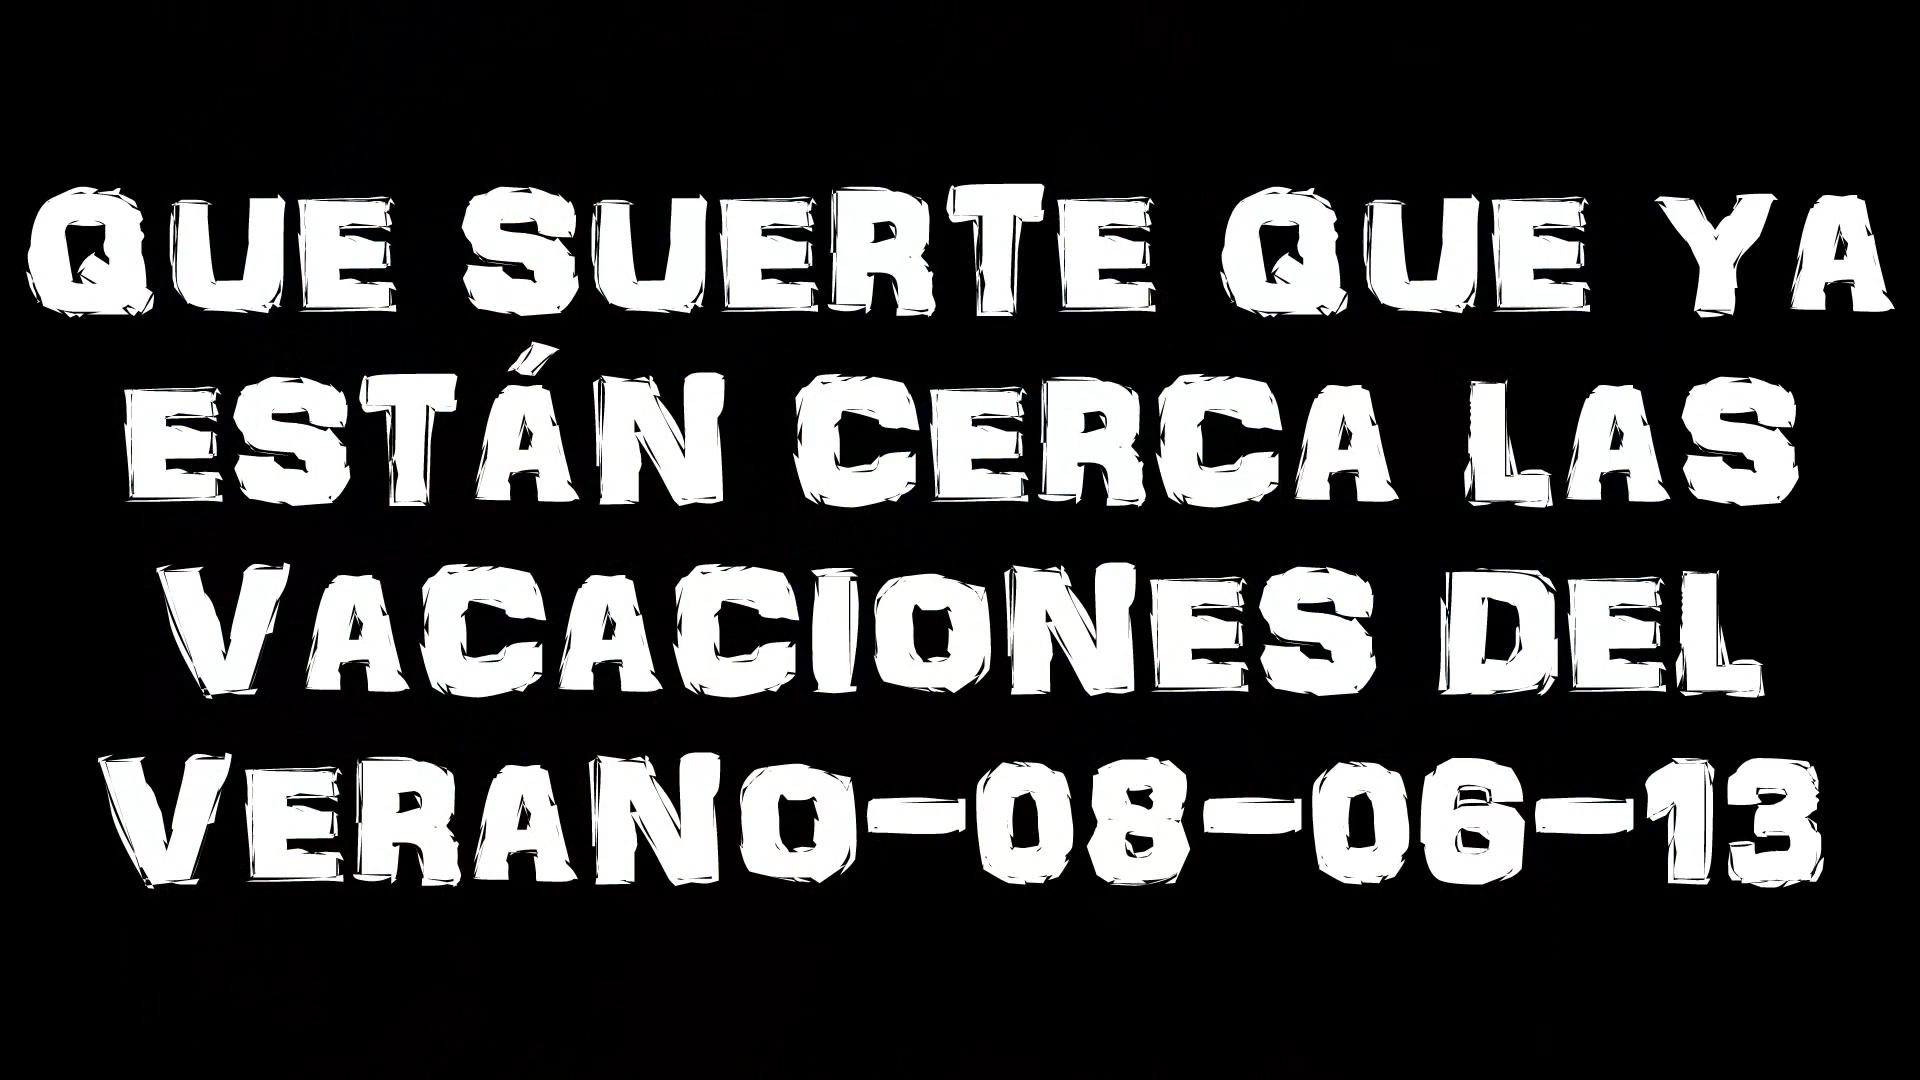 QUE SUERTE QUE YA
ESTÁN CERCA LAS
VACACIONES DEL
VERANO-08-06-13